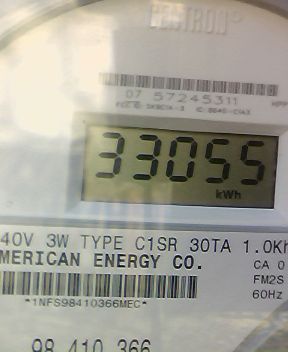 CENTRON®
07 57245311
33055
kWh
40V 3W TYPE C1SR 30TA 1.0Kh
MERICAN ENERGY CO.
CA 0
FM2S
60Hz
*1NFS98410366MEC*
98 410 366